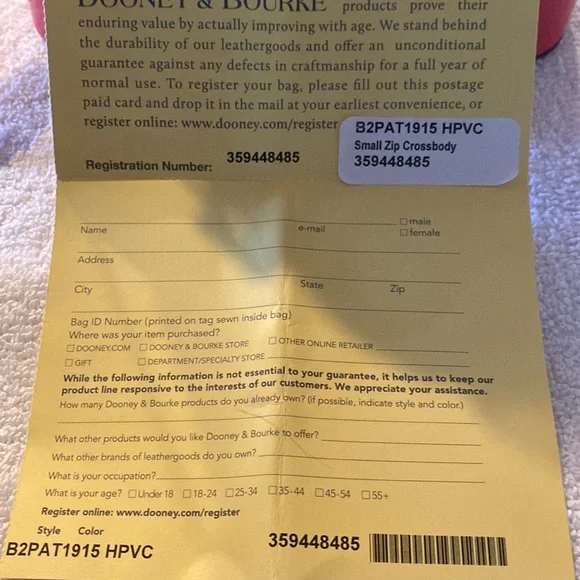 DOONEY & BOURKE products prove their
enduring value by actually improving with age. We stand behind
the durability of our leathergoods and offer an unconditional
guarantee against any defects in craftsmanship for a full year of
normal use. To register your bag, please fill out this postage
paid card and drop it in the mail at your earliest convenience, or
register online: www.dooney.com/register
B2PAT1915 HPVC
Small Zip Crossbody
359448485
Registration Number: 359448485
Name e-mail ☐ male
☐ female
Address
City State Zip
Bag ID Number (printed on tag sewn inside bag)
Where was your item purchased?
☐ DOONEY.COM ☐ DOONEY & BOURKE STORE ☐ OTHER ONLINE RETAILER
☐ GIFT ☐ DEPARTMENT/SPECIALTY STORE
While the following information is not essential to your guarantee, it helps us to keep our
product line responsive to the interests of our customers. We appreciate your assistance.
How many Dooney & Bourke products do you already own? (if possible, indicate style and color.)
What other products would you like Dooney & Bourke to offer?
What other brands of leathergoods do you own?
What is your occupation?
What is your age? ☐ Under 18 ☐ 18-24 ☐ 25-34 ☐ 35-44 ☐ 45-54 ☐ 55+
Register online: www.dooney.com/register
Style Color
B2PAT1915 HPVC 359448485